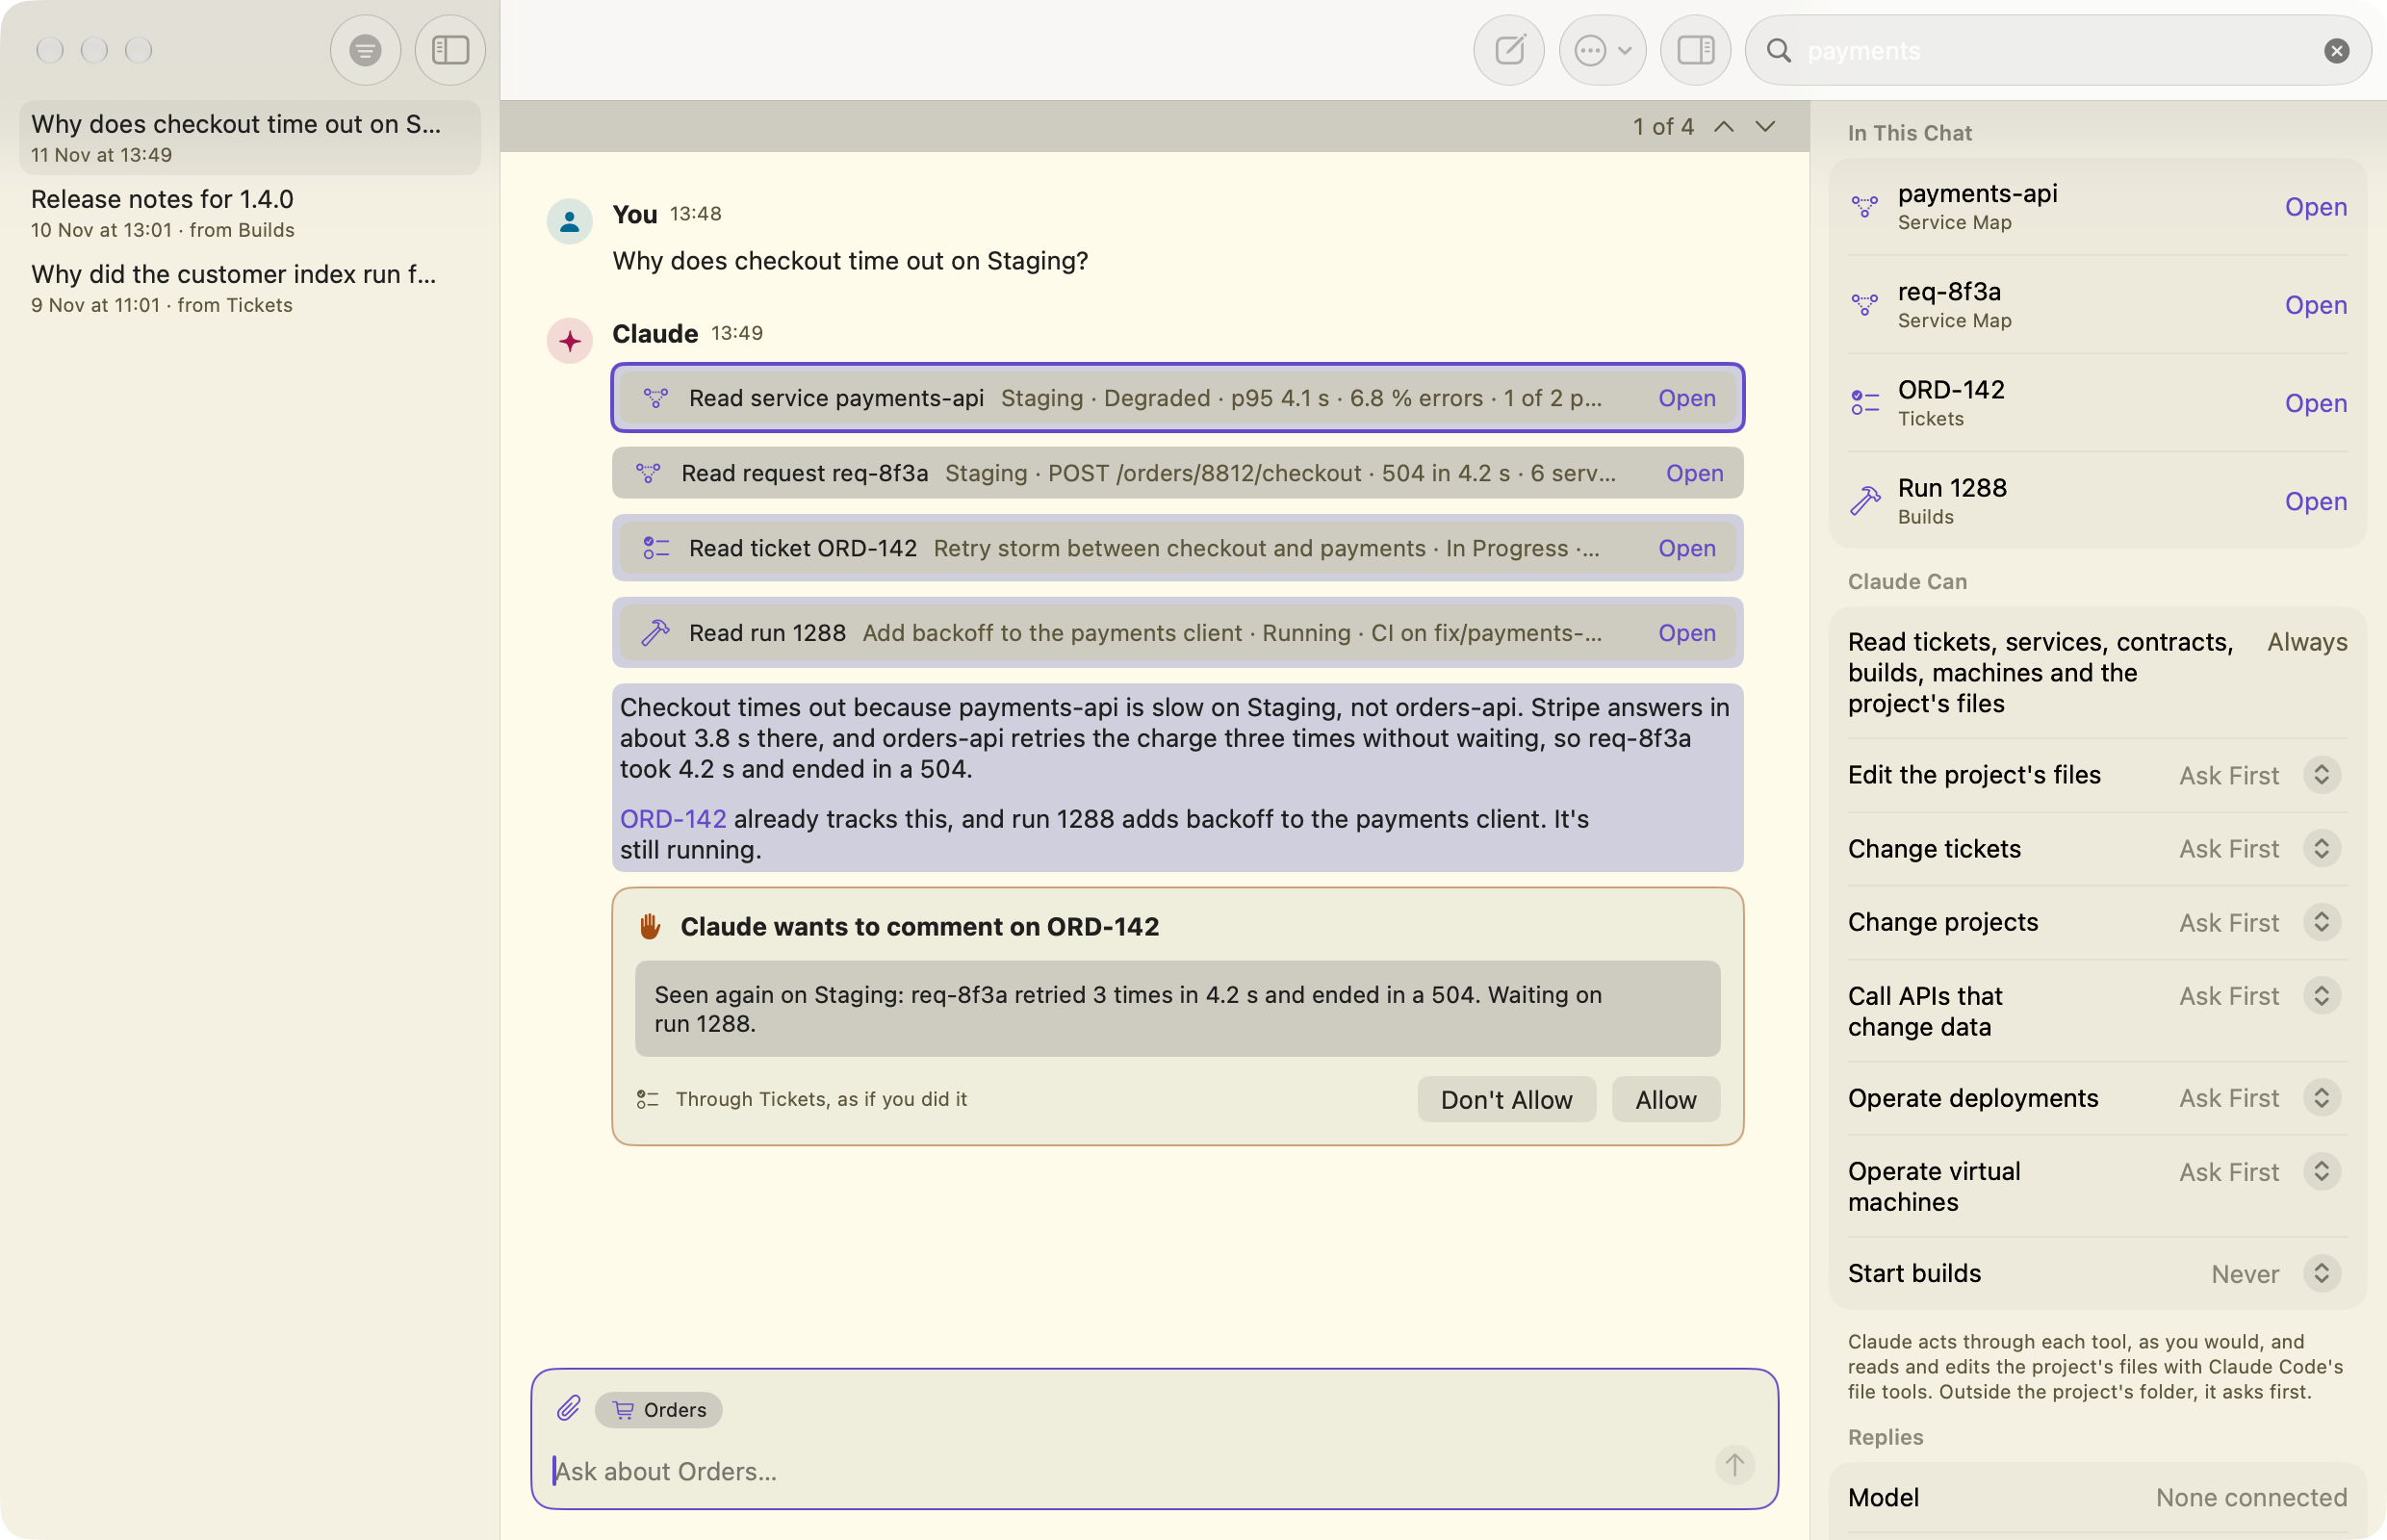 payments
Why does checkout time out on S...
11 Nov at 13:49
Release notes for 1.4.0
10 Nov at 13:01 · from Builds
Why did the customer index run f...
9 Nov at 11:01 · from Tickets
1 of 4
You 13:48
Why does checkout time out on Staging?
Claude 13:49
Read service payments-api Staging · Degraded · p95 4.1 s · 6.8 % errors · 1 of 2 p... Open
Read request req-8f3a Staging · POST /orders/8812/checkout · 504 in 4.2 s · 6 serv... Open
Read ticket ORD-142 Retry storm between checkout and payments · In Progress ·... Open
Read run 1288 Add backoff to the payments client · Running · CI on fix/payments-... Open
Checkout times out because payments-api is slow on Staging, not orders-api. Stripe answers in
about 3.8 s there, and orders-api retries the charge three times without waiting, so req-8f3a
took 4.2 s and ended in a 504.
ORD-142 already tracks this, and run 1288 adds backoff to the payments client. It's
still running.
Claude wants to comment on ORD-142
Seen again on Staging: req-8f3a retried 3 times in 4.2 s and ended in a 504. Waiting on
run 1288.
Through Tickets, as if you did it
Don't Allow
Allow
Orders
Ask about Orders...
In This Chat
payments-api
Service Map
Open
req-8f3a
Service Map
Open
ORD-142
Tickets
Open
Run 1288
Builds
Open
Claude Can
Read tickets, services, contracts, Always
builds, machines and the
project's files
Edit the project's files Ask First
Change tickets Ask First
Change projects Ask First
Call APIs that Ask First
change data
Operate deployments Ask First
Operate virtual Ask First
machines
Start builds Never
Claude acts through each tool, as you would, and
reads and edits the project's files with Claude Code's
file tools. Outside the project's folder, it asks first.
Replies
Model None connected